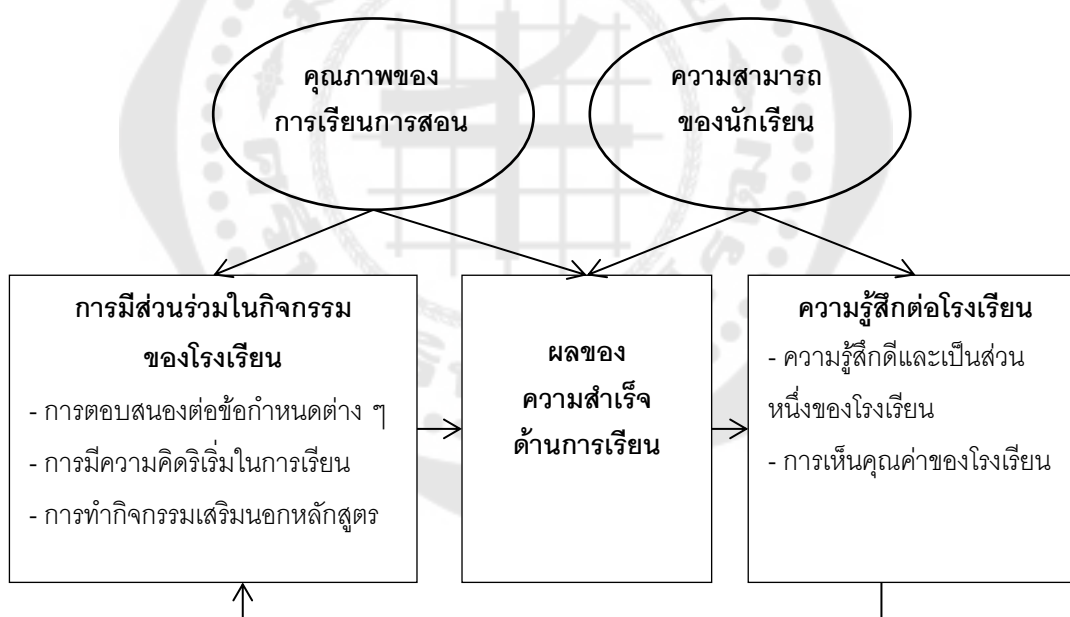 คุณภาพของ
การเรียนการสอน
ความสามารถ
ของนักเรียน
การมีส่วนร่วมในกิจกรรม
ของโรงเรียน
- การตอบสนองต่อข้อกำหนดต่าง ๆ
- การมีความคิดริเริ่มในการเรียน
- การทำกิจกรรมเสริมนอกหลักสูตร
ผลของ
ความสำเร็จ
ด้านการเรียน
ความรู้สึกต่อโรงเรียน
- ความรู้สึกดีและเป็นส่วน
หนึ่งของโรงเรียน
- การเห็นคุณค่าของโรงเรียน